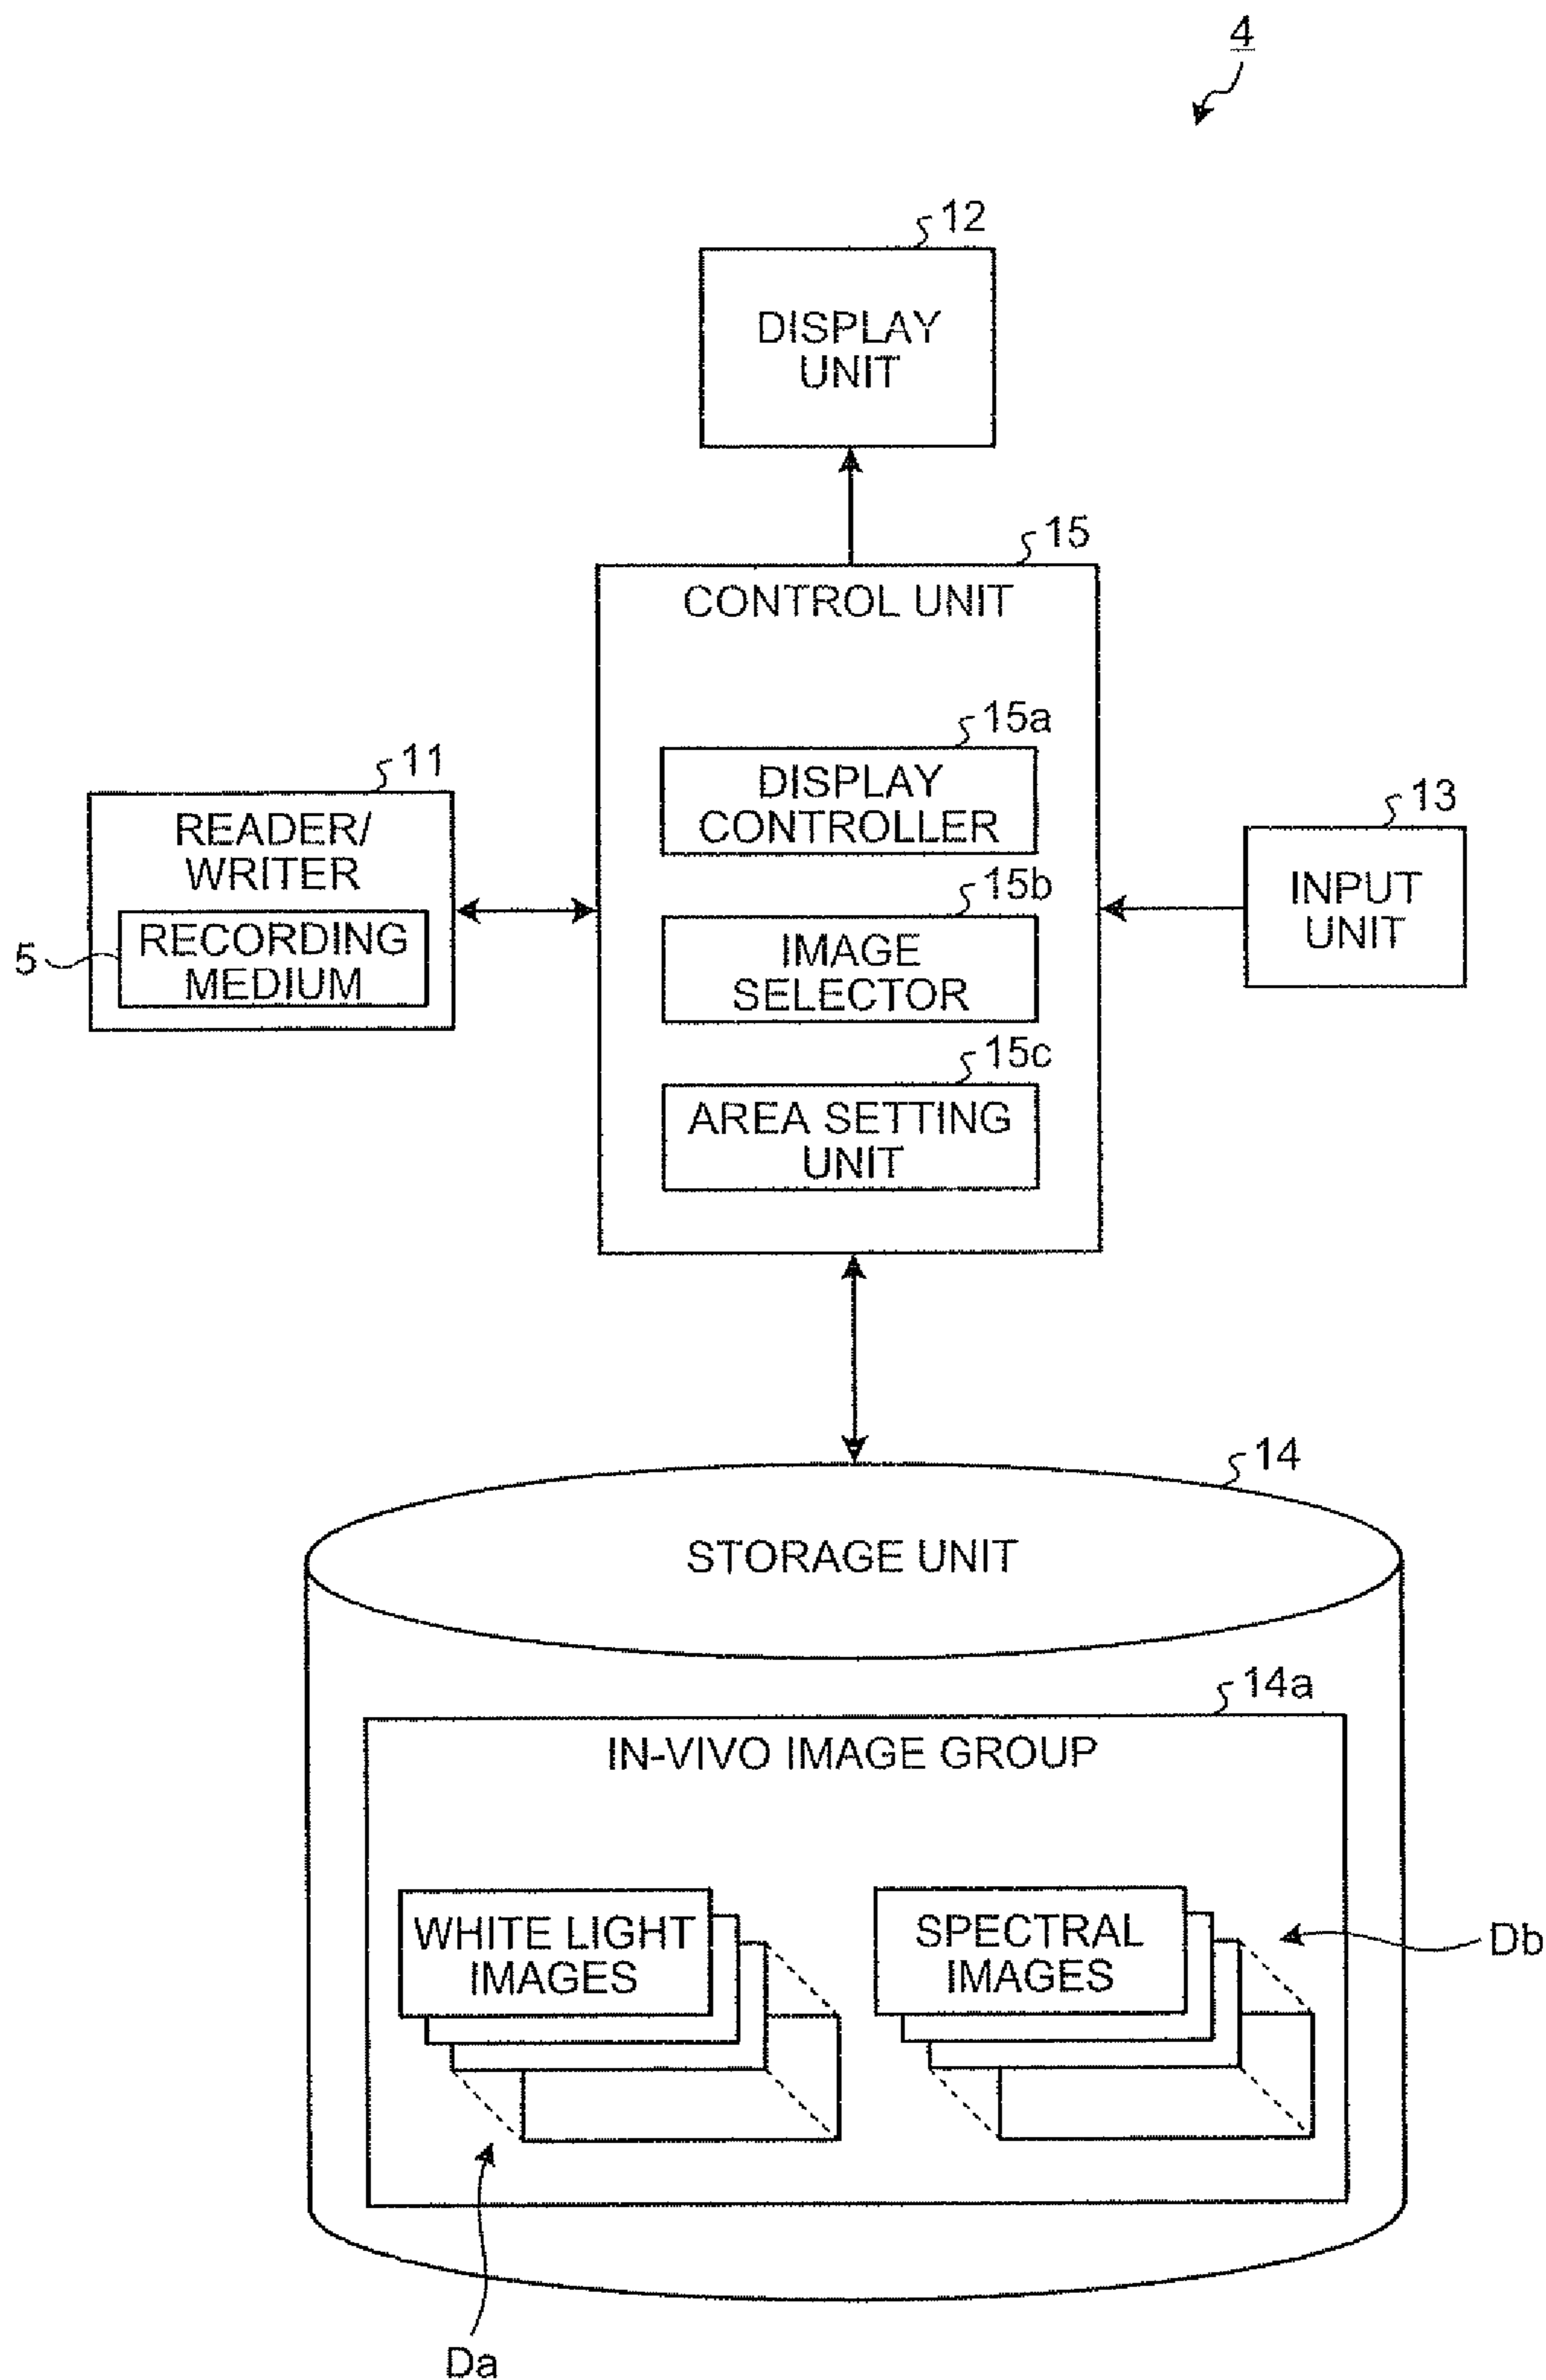 4
12
DISPLAY
UNIT
15
CONTROL UNIT
15a
DISPLAY
CONTROLLER
11
READER/
WRITER
5
RECORDING
MEDIUM
15b
IMAGE
SELECTOR
13
INPUT
UNIT
15c
AREA SETTING
UNIT
14
STORAGE UNIT
14a
IN-VIVO IMAGE GROUP
WHITE LIGHT
IMAGES
SPECTRAL
IMAGES
Db
Da